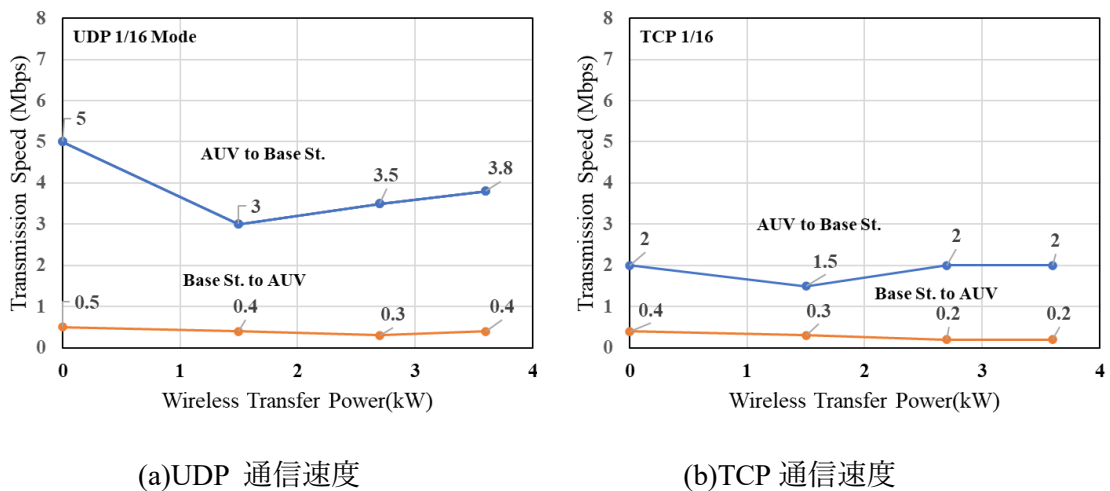 UDP 1/16 Mode
Transmission Speed (Mbps)
8
7
6
5
4
3
2
1
0
5
AUV to Base St.
3
3.5
3.8
Base St. to AUV
0.5
0.4
0.3
0.4
0 1 2 3 4
Wireless Transfer Power(kW)
(a)UDP 通信速度
TCP 1/16
Transmission Speed (Mbps)
8
7
6
5
4
3
2
1
0
AUV to Base St.
2
1.5
2
2
Base St. to AUV
0.4
0.3
0.2
0.2
0 1 2 3 4
Wireless Transfer Power(kW)
(b)TCP 通信速度